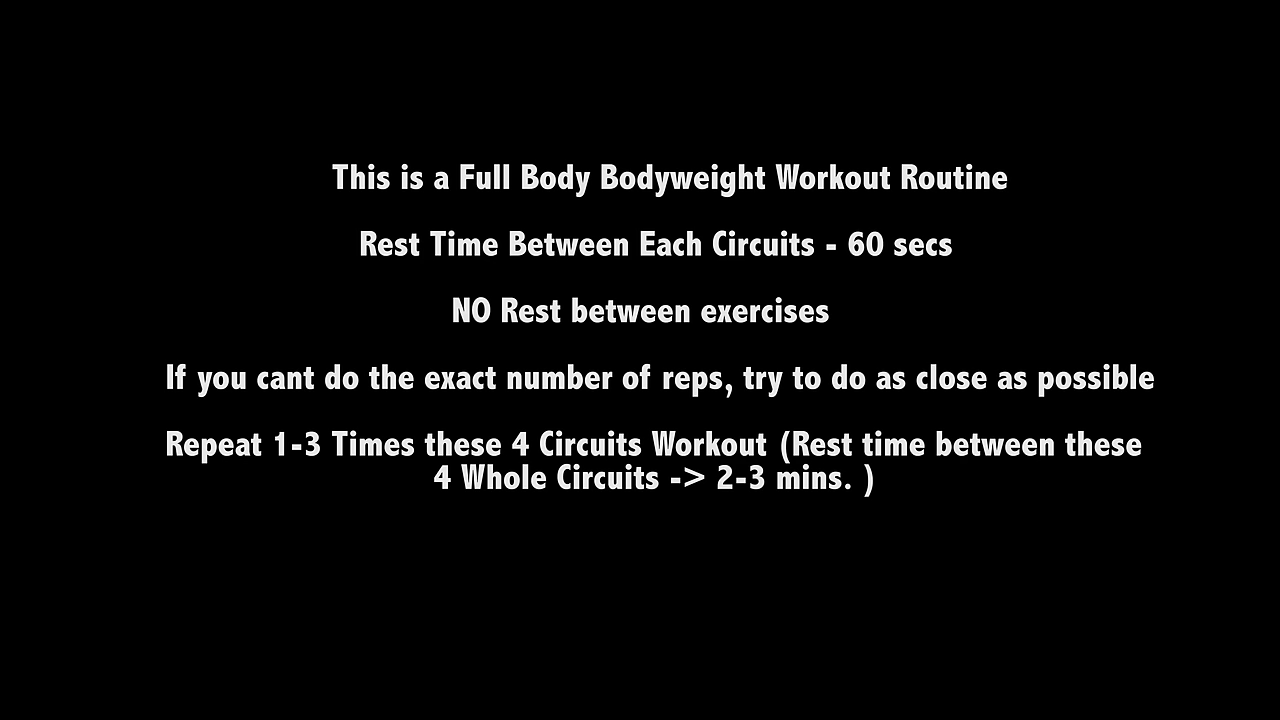 This is a Full Body Bodyweight Workout Routine
Rest Time Between Each Circuits - 60 secs
NO Rest between exercises
If you cant do the exact number of reps, try to do as close as possible
Repeat 1-3 Times these 4 Circuits Workout (Rest time between these
4 Whole Circuits -> 2-3 mins. )